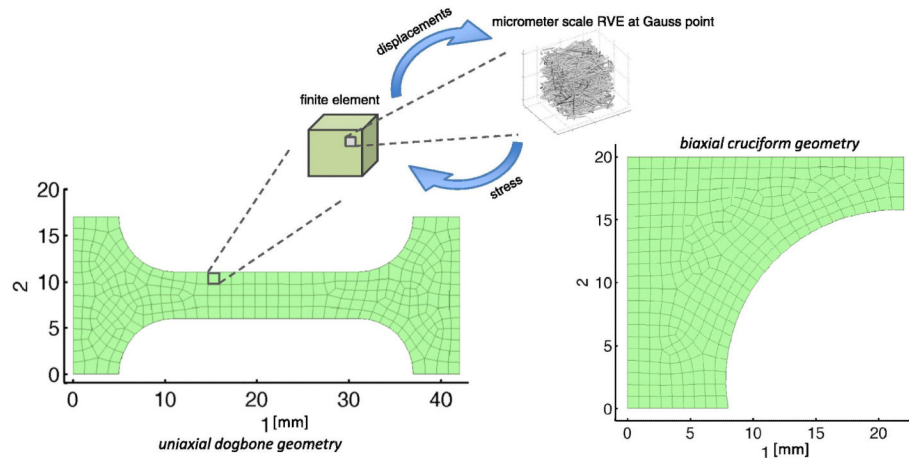 displacements
micrometer scale RVE at Gauss point
finite element
stress
biaxial cruciform geometry
20
15
10
5
0
2
0 10 20 30 40
1 [mm]
uniaxial dogbone geometry
20
15
10
5
0
2
0 5 10 15 20
1 [mm]